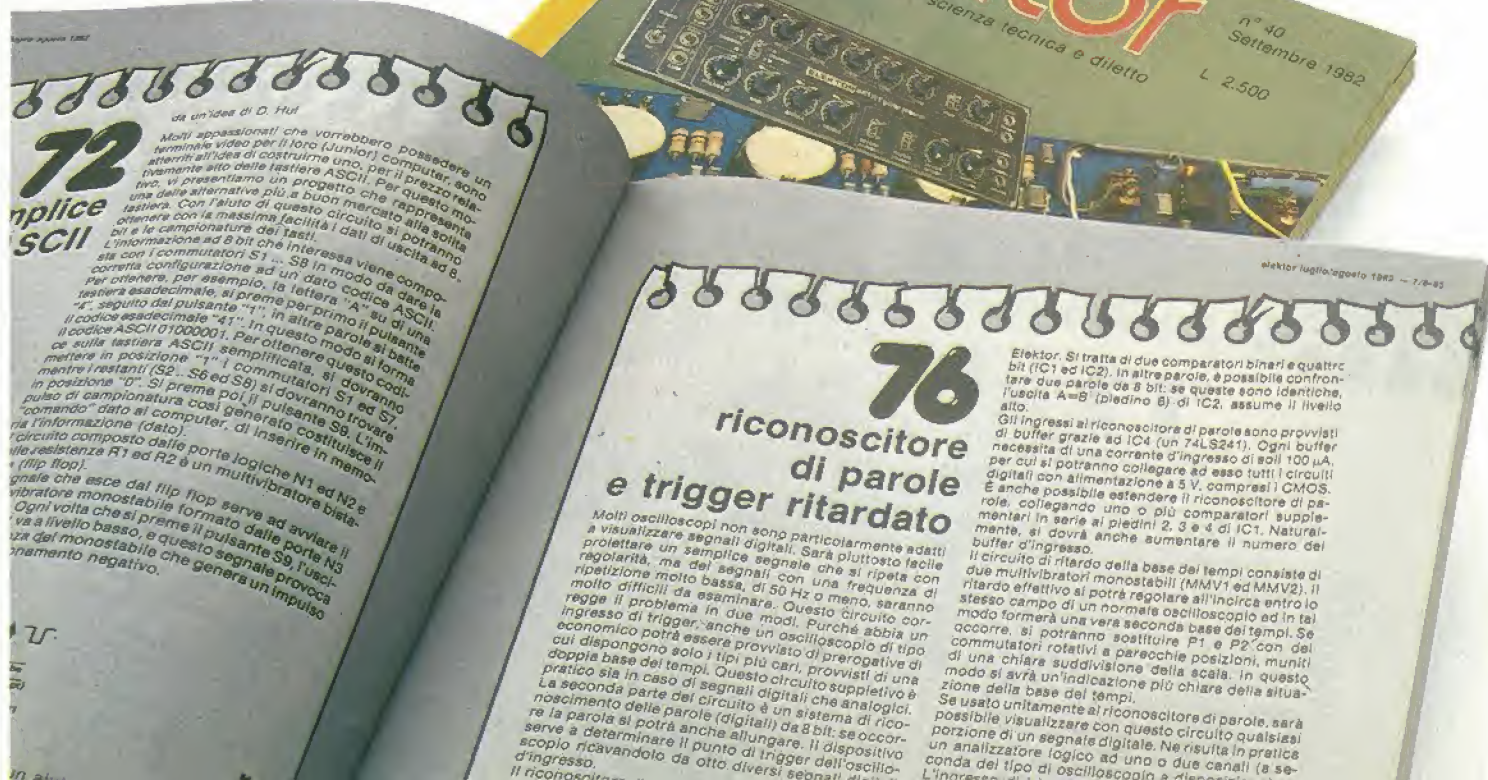 tor
scienza tecnica e diletto
n° 40
Settembre 1982
L. 2.500
ELEKTOR
agosto 1982
72
mplice
SCII
da un'idea di D. Hut
Molti appassionati che vorrebbero possedere un
terminale video per il loro (Junior) computer, sono
atterriti all'idea di costruirne uno, per il prezzo rela-
tivamente alto delle tastiere ASCII. Per questo mo-
tivo, vi presentiamo un progetto che rappresenta
una delle alternative più a buon mercato alla solita
tastiera. Con l'aiuto di questo circuito si potranno
ottenere con la massima facilità i dati di uscita ad 8
bit e le campionature dei tasti.
L'informazione ad 8 bit che interessa viene compo-
sta con i commutatori S1 ... S8 in modo da dare la
corretta configurazione ad un dato codice ASCII.
Per ottenere, per esempio, la lettera "A" su di una
tastiera esadecimale, si preme per primo il pulsante
"4", seguito dal pulsante "1", in altre parole si batte
il codice esadecimale "41". In questo modo si forma
il codice ASCII 01000001. Per ottenere questo codi-
ce sulla tastiera ASCII semplificata, si dovranno
mettere in posizione "1" i commutatori S1 ed S7,
mentre i restanti (S2 .. S6 ed S8) si dovranno trovare
in posizione "0". Si preme poi il pulsante S9. L'im-
pulso di campionatura così generato costituisce il
"comando" dato al computer, di inserire in memo-
ria l'informazione (dato).
circuito composto dalle porte logiche N1 ed N2 e
lle resistenze R1 ed R2 è un multivibratore bista-
(flip flop).
gnale che esce dal flip flop serve ad avviare il
vibratore monostabile formato dalle porte N3
Ogni volta che si preme il pulsante S9, l'usci-
va a livello basso, e questo segnale provoca
za del monostabile che genera un impulso
onamento negativo.
elektor luglio/agosto 1982 — 7/8-65
76
riconoscitore
di parole
e trigger ritardato
Molti oscilloscopi non sono particolarmente adatti
a visualizzare segnali digitali. Sarà piuttosto facile
proiettare un semplice segnale che si ripeta con
regolarità, ma dei segnali con una frequenza di
ripetizione molto bassa, di 50 Hz o meno, saranno
molto difficili da esaminare. Questo circuito cor-
regge il problema in due modi. Purché abbia un
ingresso di trigger, anche un oscilloscopio di tipo
economico potrà essere provvisto di prerogative di
cui dispongono solo i tipi più cari, provvisti di una
doppia base dei tempi. Questo circuito suppletivo è
pratico sia in caso di segnali digitali che analogici.
La seconda parte del circuito è un sistema di rico-
noscimento delle parole (digitali) da 8 bit: se occor-
re la parola si potrà anche allungare. Il dispositivo
serve a determinare il punto di trigger dell'oscillo-
scopio ricavandolo da otto diversi segnali digitali
d'ingresso.
Il riconoscitore
Elektor. Si tratta di due comparatori binari a quattro
bit (IC1 ed IC2). In altre parole, è possibile confron-
tare due parole da 8 bit: se queste sono identiche,
l'uscita A=B (piedino 6) di IC2, assume il livello
alto.
Gli ingressi al riconoscitore di parole sono provvisti
di buffer grazie ad IC4 (un 74LS241). Ogni buffer
necessita di una corrente d'ingresso di soli 100 µA,
per cui si potranno collegare ad esso tutti i circuiti
digitali con alimentazione a 5 V, compresi i CMOS.
È anche possibile estendere il riconoscitore di pa-
role, collegando uno o più comparatori supple-
mentari in serie ai piedini 2, 3 e 4 di IC1. Natural-
mente, si dovrà anche aumentare il numero dei
buffer d'ingresso.
Il circuito di ritardo della base dei tempi consiste di
due multivibratori monostabili (MMV1 ed MMV2). Il
ritardo effettivo si potrà regolare all'incirca entro lo
stesso campo di un normale oscilloscopio ed in tal
modo formerà una vera seconda base dei tempi. Se
occorre, si potranno sostituire P1 e P2 con dei
commutatori rotativi a parecchie posizioni, muniti
di una chiara suddivisione della scala. In questo
modo si avrà un'indicazione più chiara della situa-
zione della base dei tempi.
Se usato unitamente al riconoscitore di parole, sarà
possibile visualizzare con questo circuito qualsiasi
porzione di un segnale digitale. Ne risulta in pratica
un analizzatore logico ad uno o due canali (a se-
conda del tipo di oscilloscopio a disposizione
L'ingresso di